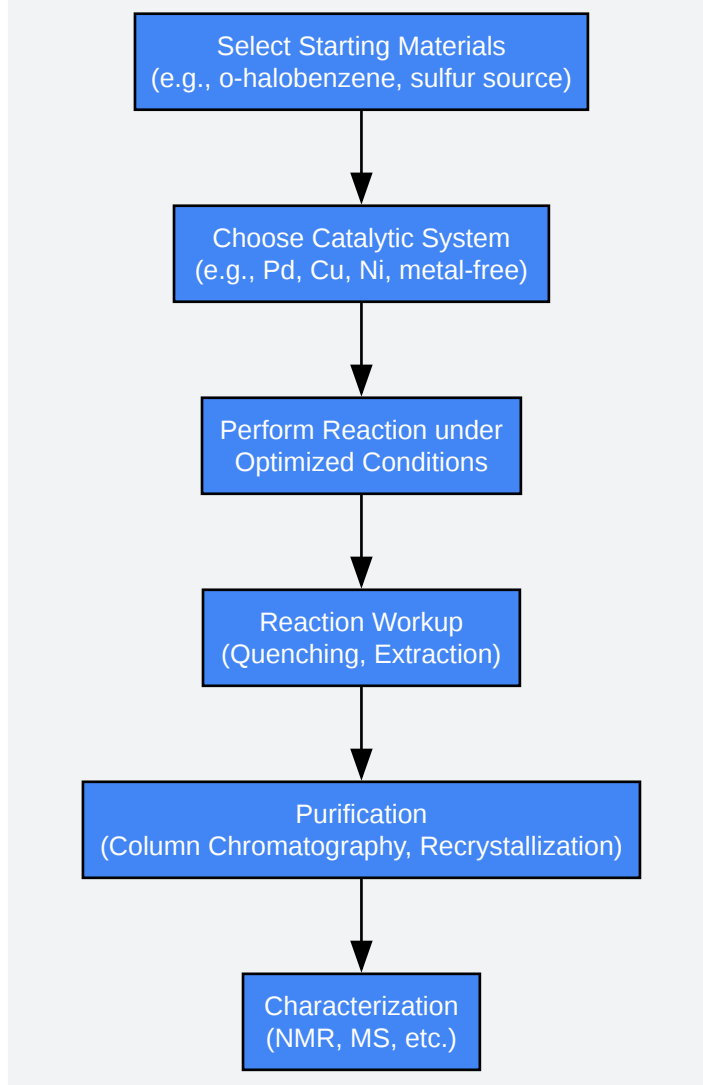 Select Starting Materials
(e.g., o-halobenzene, sulfur source)
Choose Catalytic System
(e.g., Pd, Cu, Ni, metal-free)
Perform Reaction under
Optimized Conditions
Reaction Workup
(Quenching, Extraction)
Purification
(Column Chromatography, Recrystallization)
Characterization
(NMR, MS, etc.)